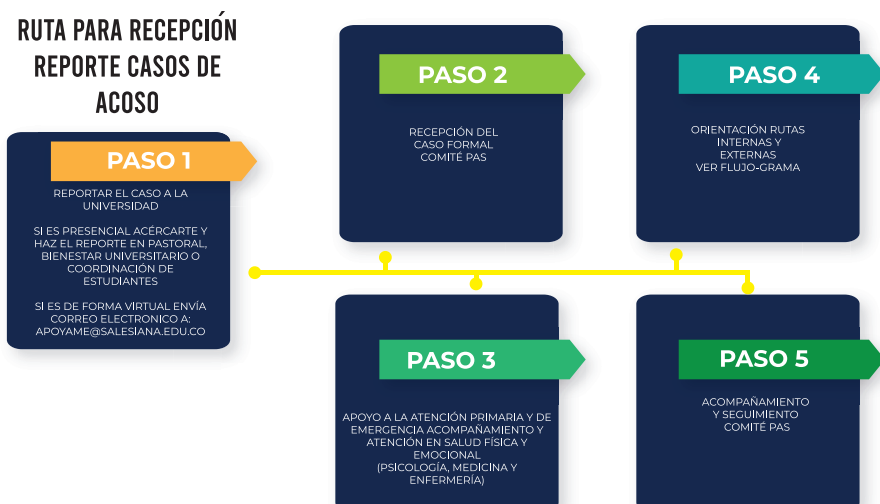 RUTA PARA RECEPCIÓN
REPORTE CASOS DE
ACOSO
PASO 1
REPORTAR EL CASO A LA
UNIVERSIDAD
SI ES PRESENCIAL ACÉRCARTE Y
HAZ EL REPORTE EN PASTORAL,
BIENESTAR UNIVERSITARIO O
COORDINACIÓN DE
ESTUDIANTES
SI ES DE FORMA VIRTUAL ENVÍA
CORREO ELECTRONICO A:
APOYAME@SALESIANA.EDU.CO
PASO 2
RECEPCIÓN DEL
CASO FORMAL
COMITÉ PAS
PASO 3
APOYO A LA ATENCIÓN PRIMARIA Y DE
EMERGENCIA ACOMPAÑAMIENTO Y
ATENCIÓN EN SALUD FÍSICA Y
EMOCIONAL
(PSICOLOGÍA, MEDICINA Y
ENFERMERÍA)
PASO 4
ORIENTACIÓN RUTAS
INTERNAS Y
EXTERNAS
VER FLUJO-GRAMA
PASO 5
ACOMPAÑAMIENTO
Y SEGUIMIENTO
COMITÉ PAS